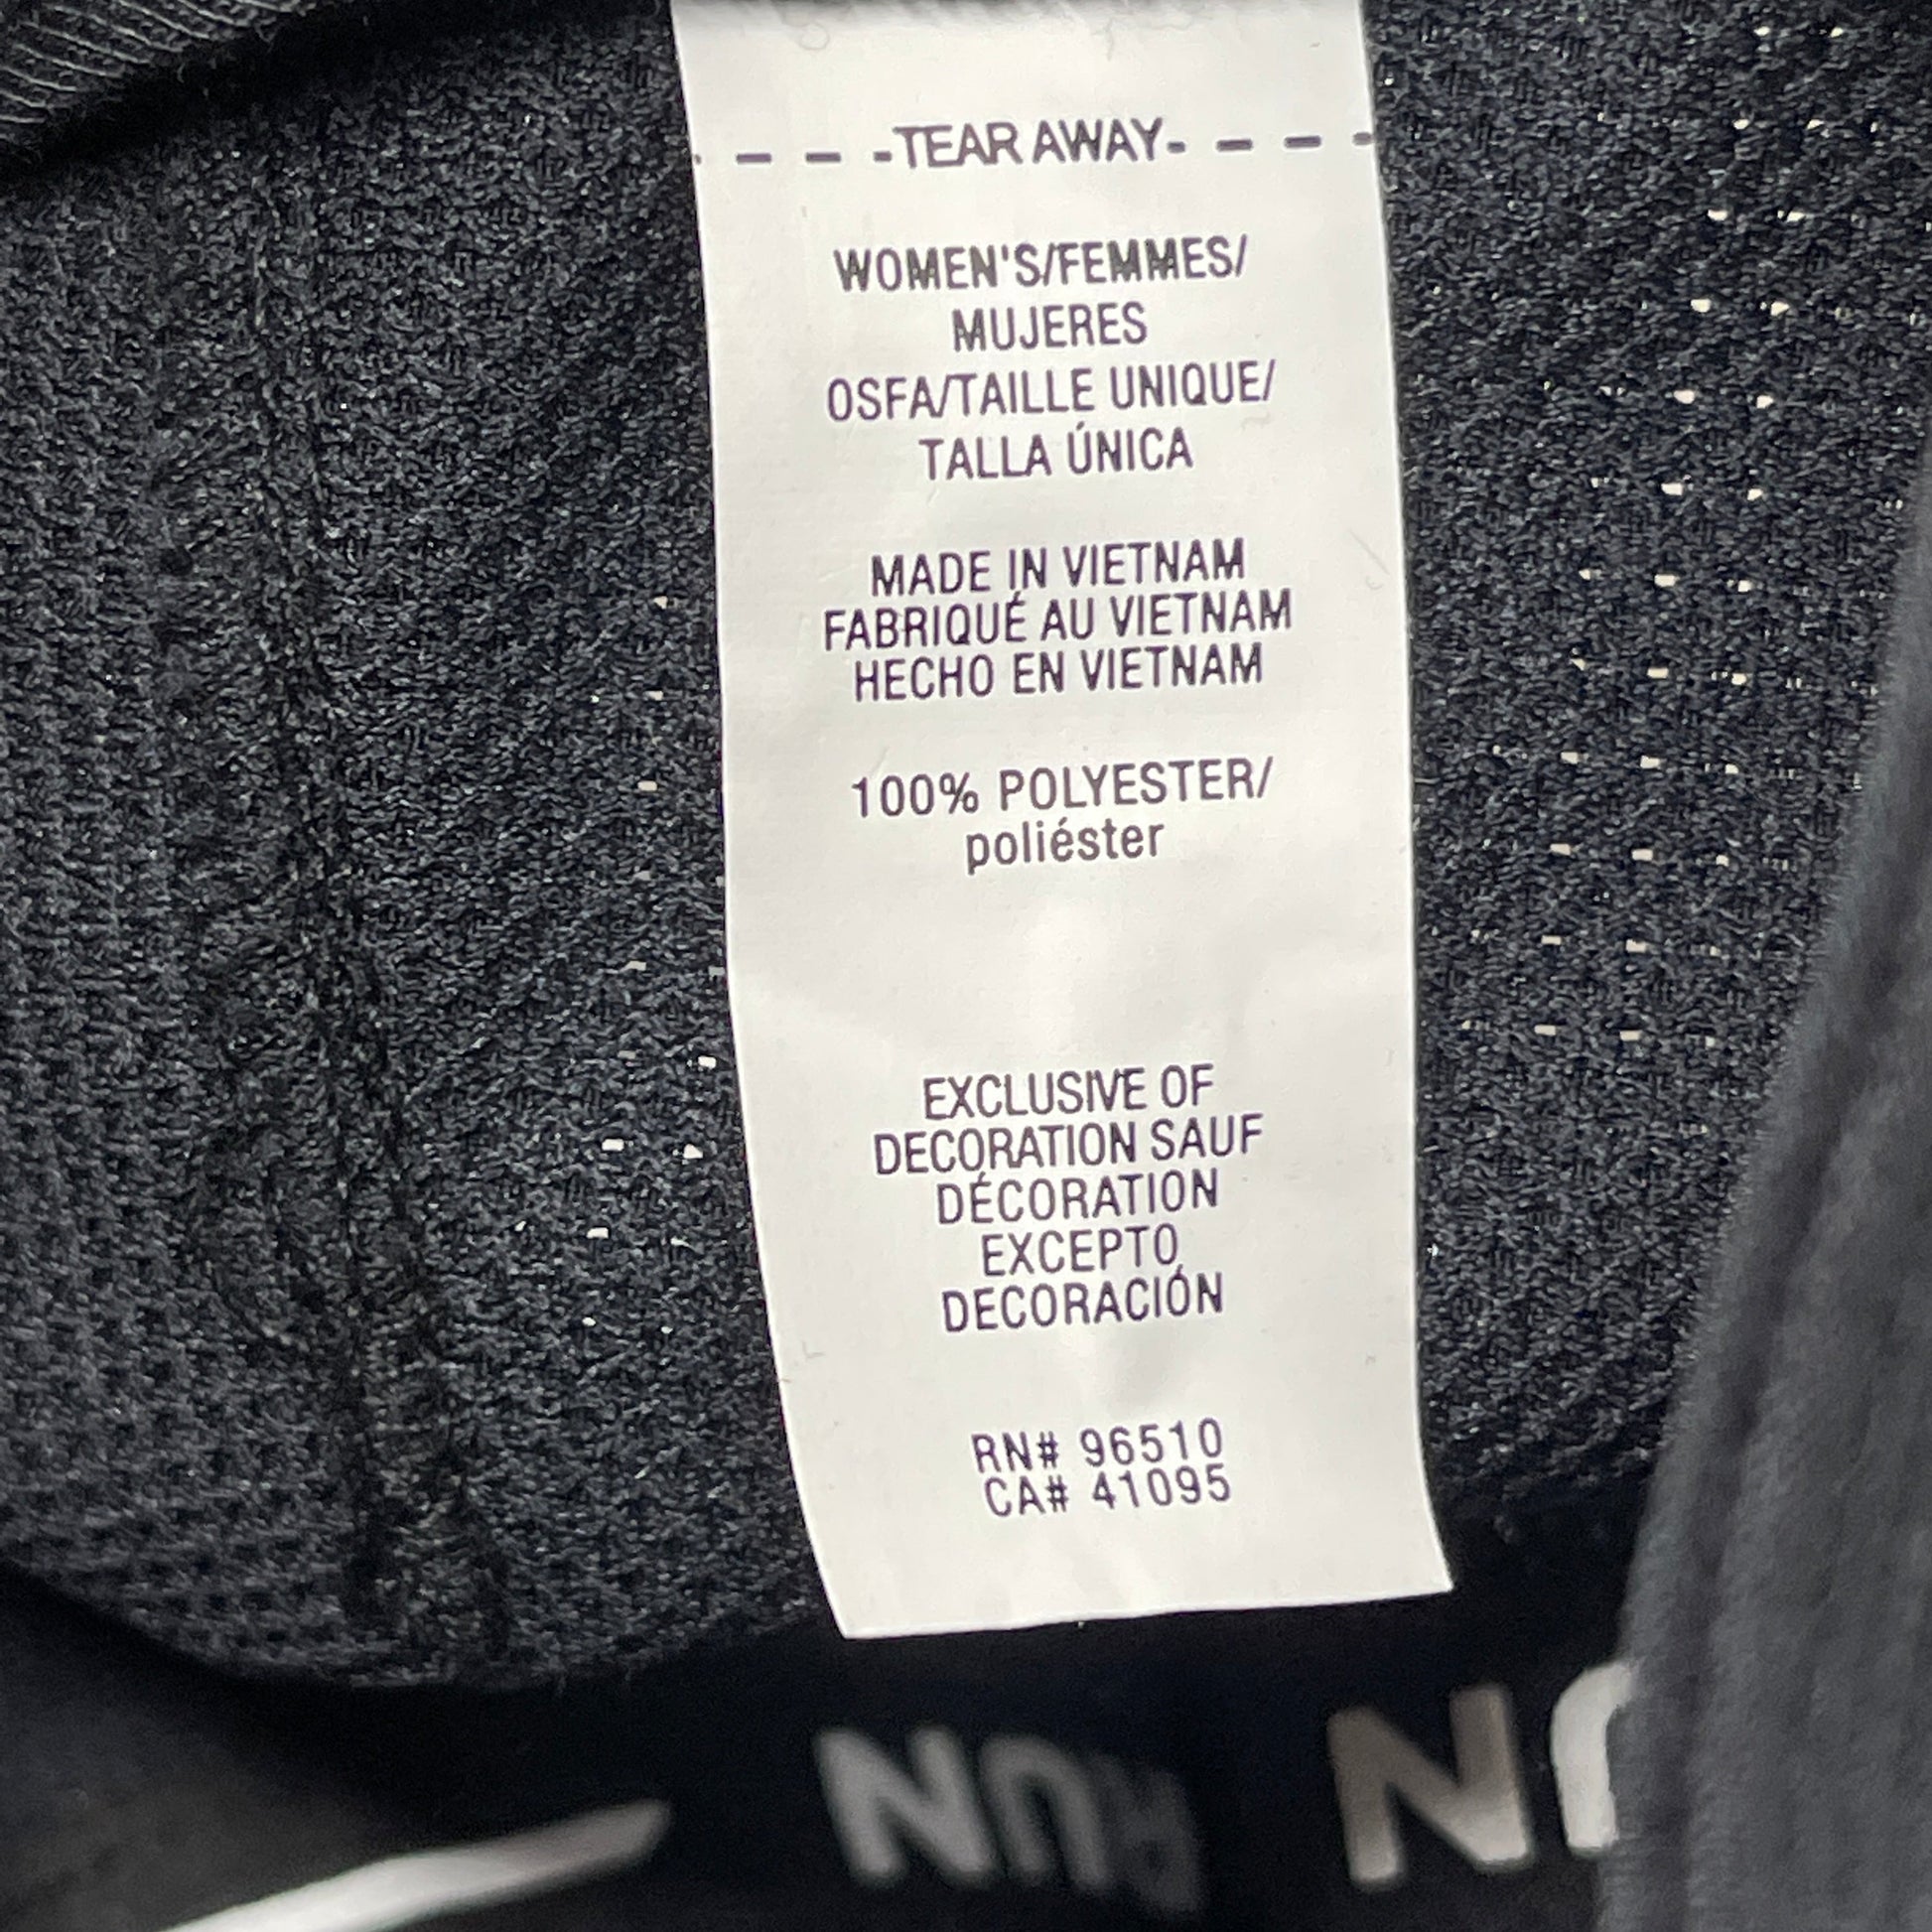 - - - -TEAR AWAY- - - -
WOMEN'S/FEMMES/
MUJERES
OSFA/TAILLE UNIQUE/
TALLA ÚNICA
MADE IN VIETNAM
FABRIQUÉ AU VIETNAM
HECHO EN VIETNAM
100% POLYESTER/
poliéster
EXCLUSIVE OF
DECORATION SAUF
DÉCORATION
EXCEPTO
DECORACIÓN
RN# 96510
CA# 41095
RUN